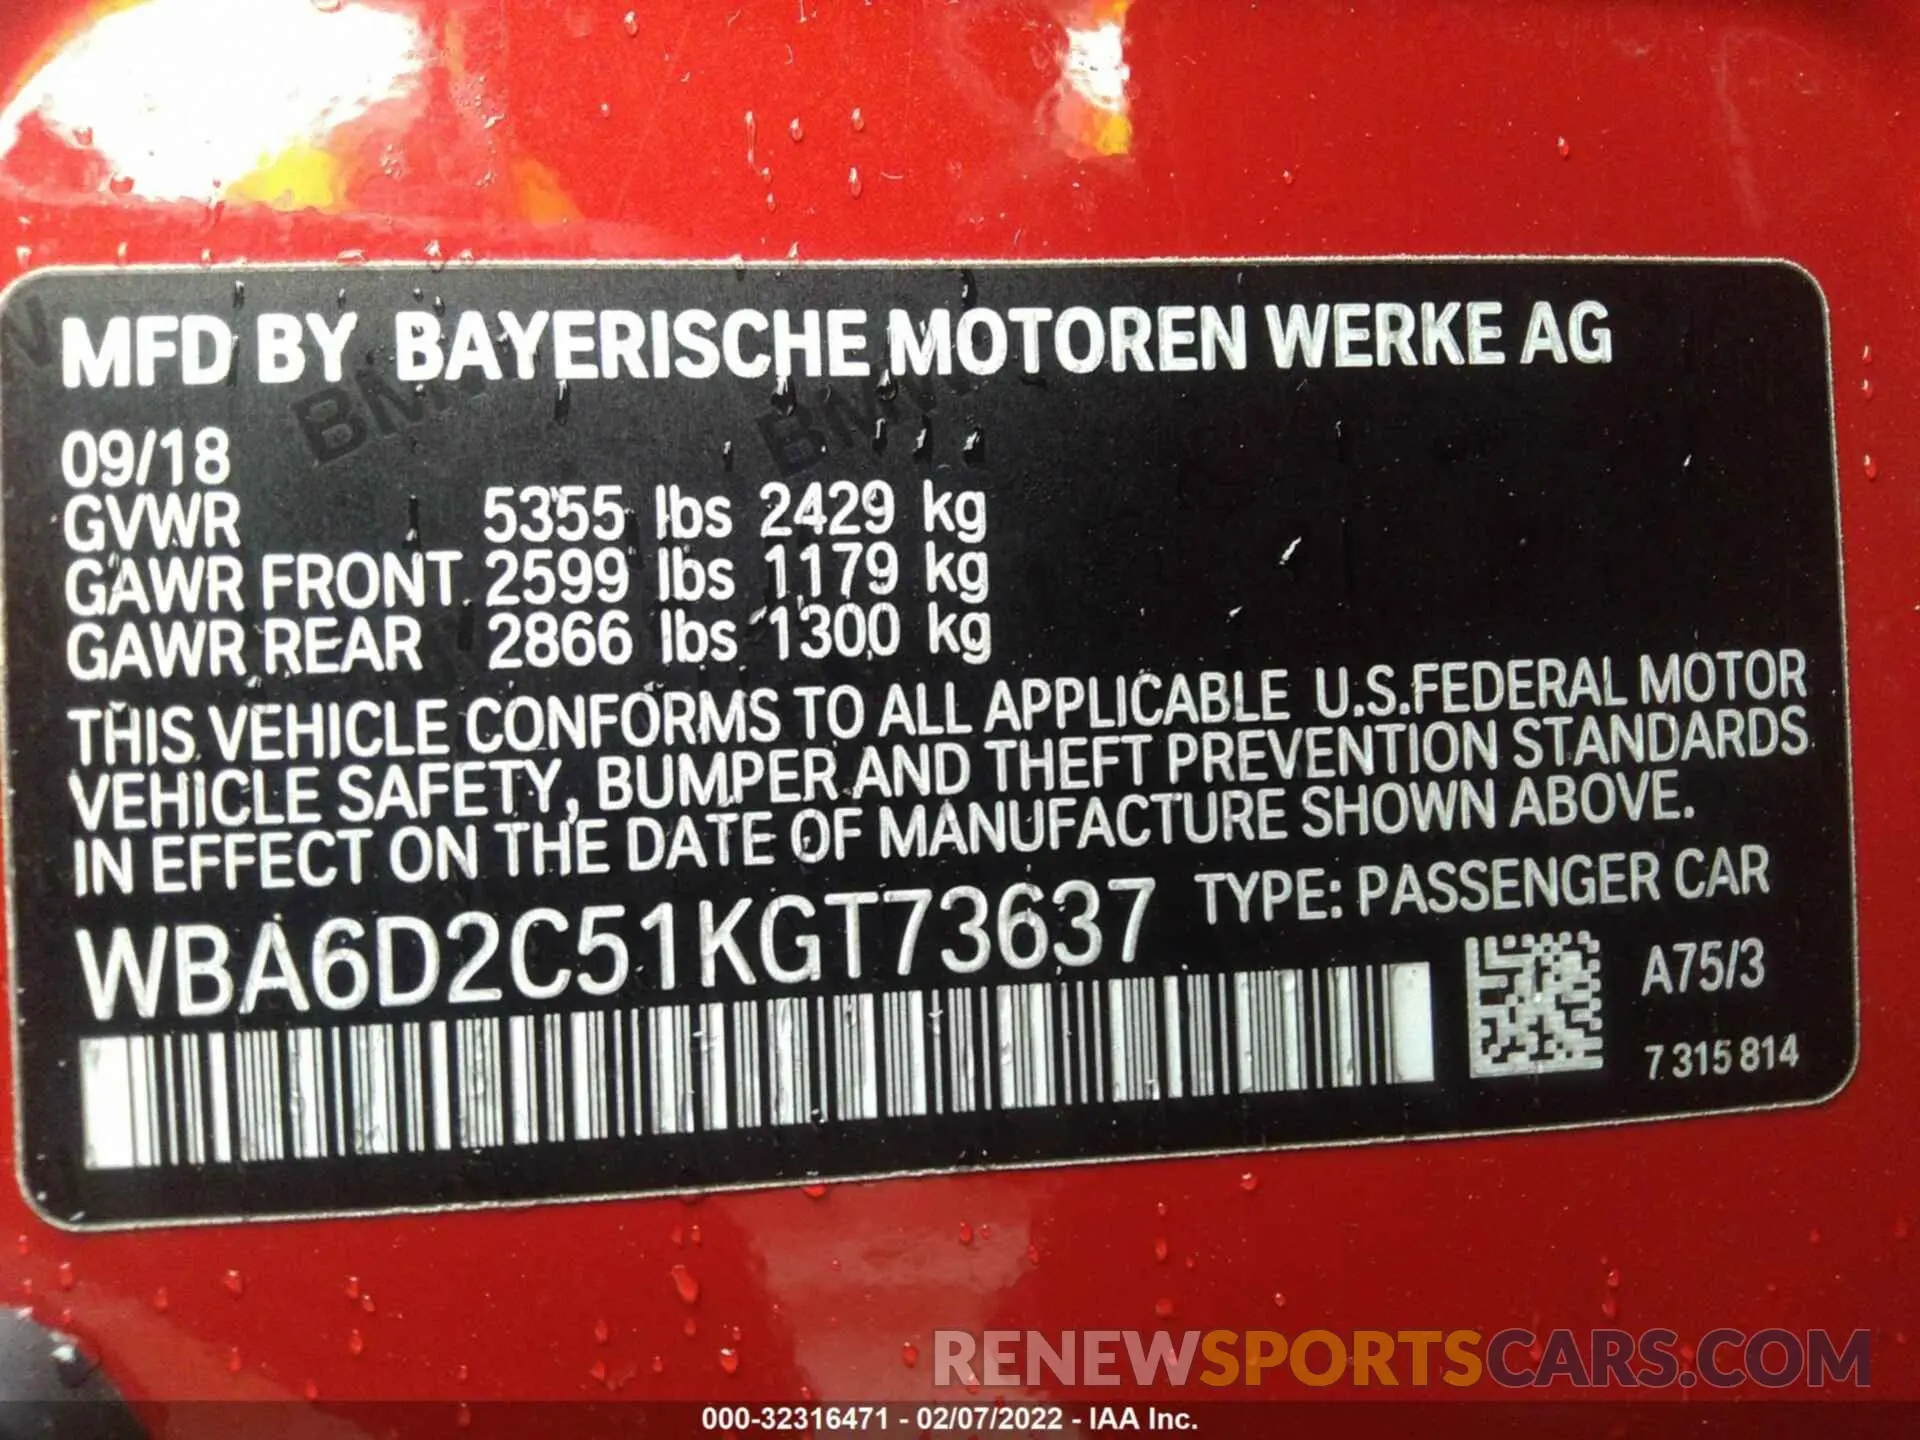 MFD BY BAYERISCHE MOTOREN WERKE AG
09/18
GVWR 5355 lbs 2429 kg
GAWR FRONT 2599 lbs 1179 kg
GAWR REAR 2866 lbs 1300 kg
THIS VEHICLE CONFORMS TO ALL APPLICABLE U.S.FEDERAL MOTOR
VEHICLE SAFETY, BUMPER AND THEFT PREVENTION STANDARDS
IN EFFECT ON THE DATE OF MANUFACTURE SHOWN ABOVE.
WBA6D2C51KGT73637 TYPE: PASSENGER CAR
A75/3
7 315 814
RENEWSPORTSCARS.COM
000-32316471 - 02/07/2022 - IAA Inc.